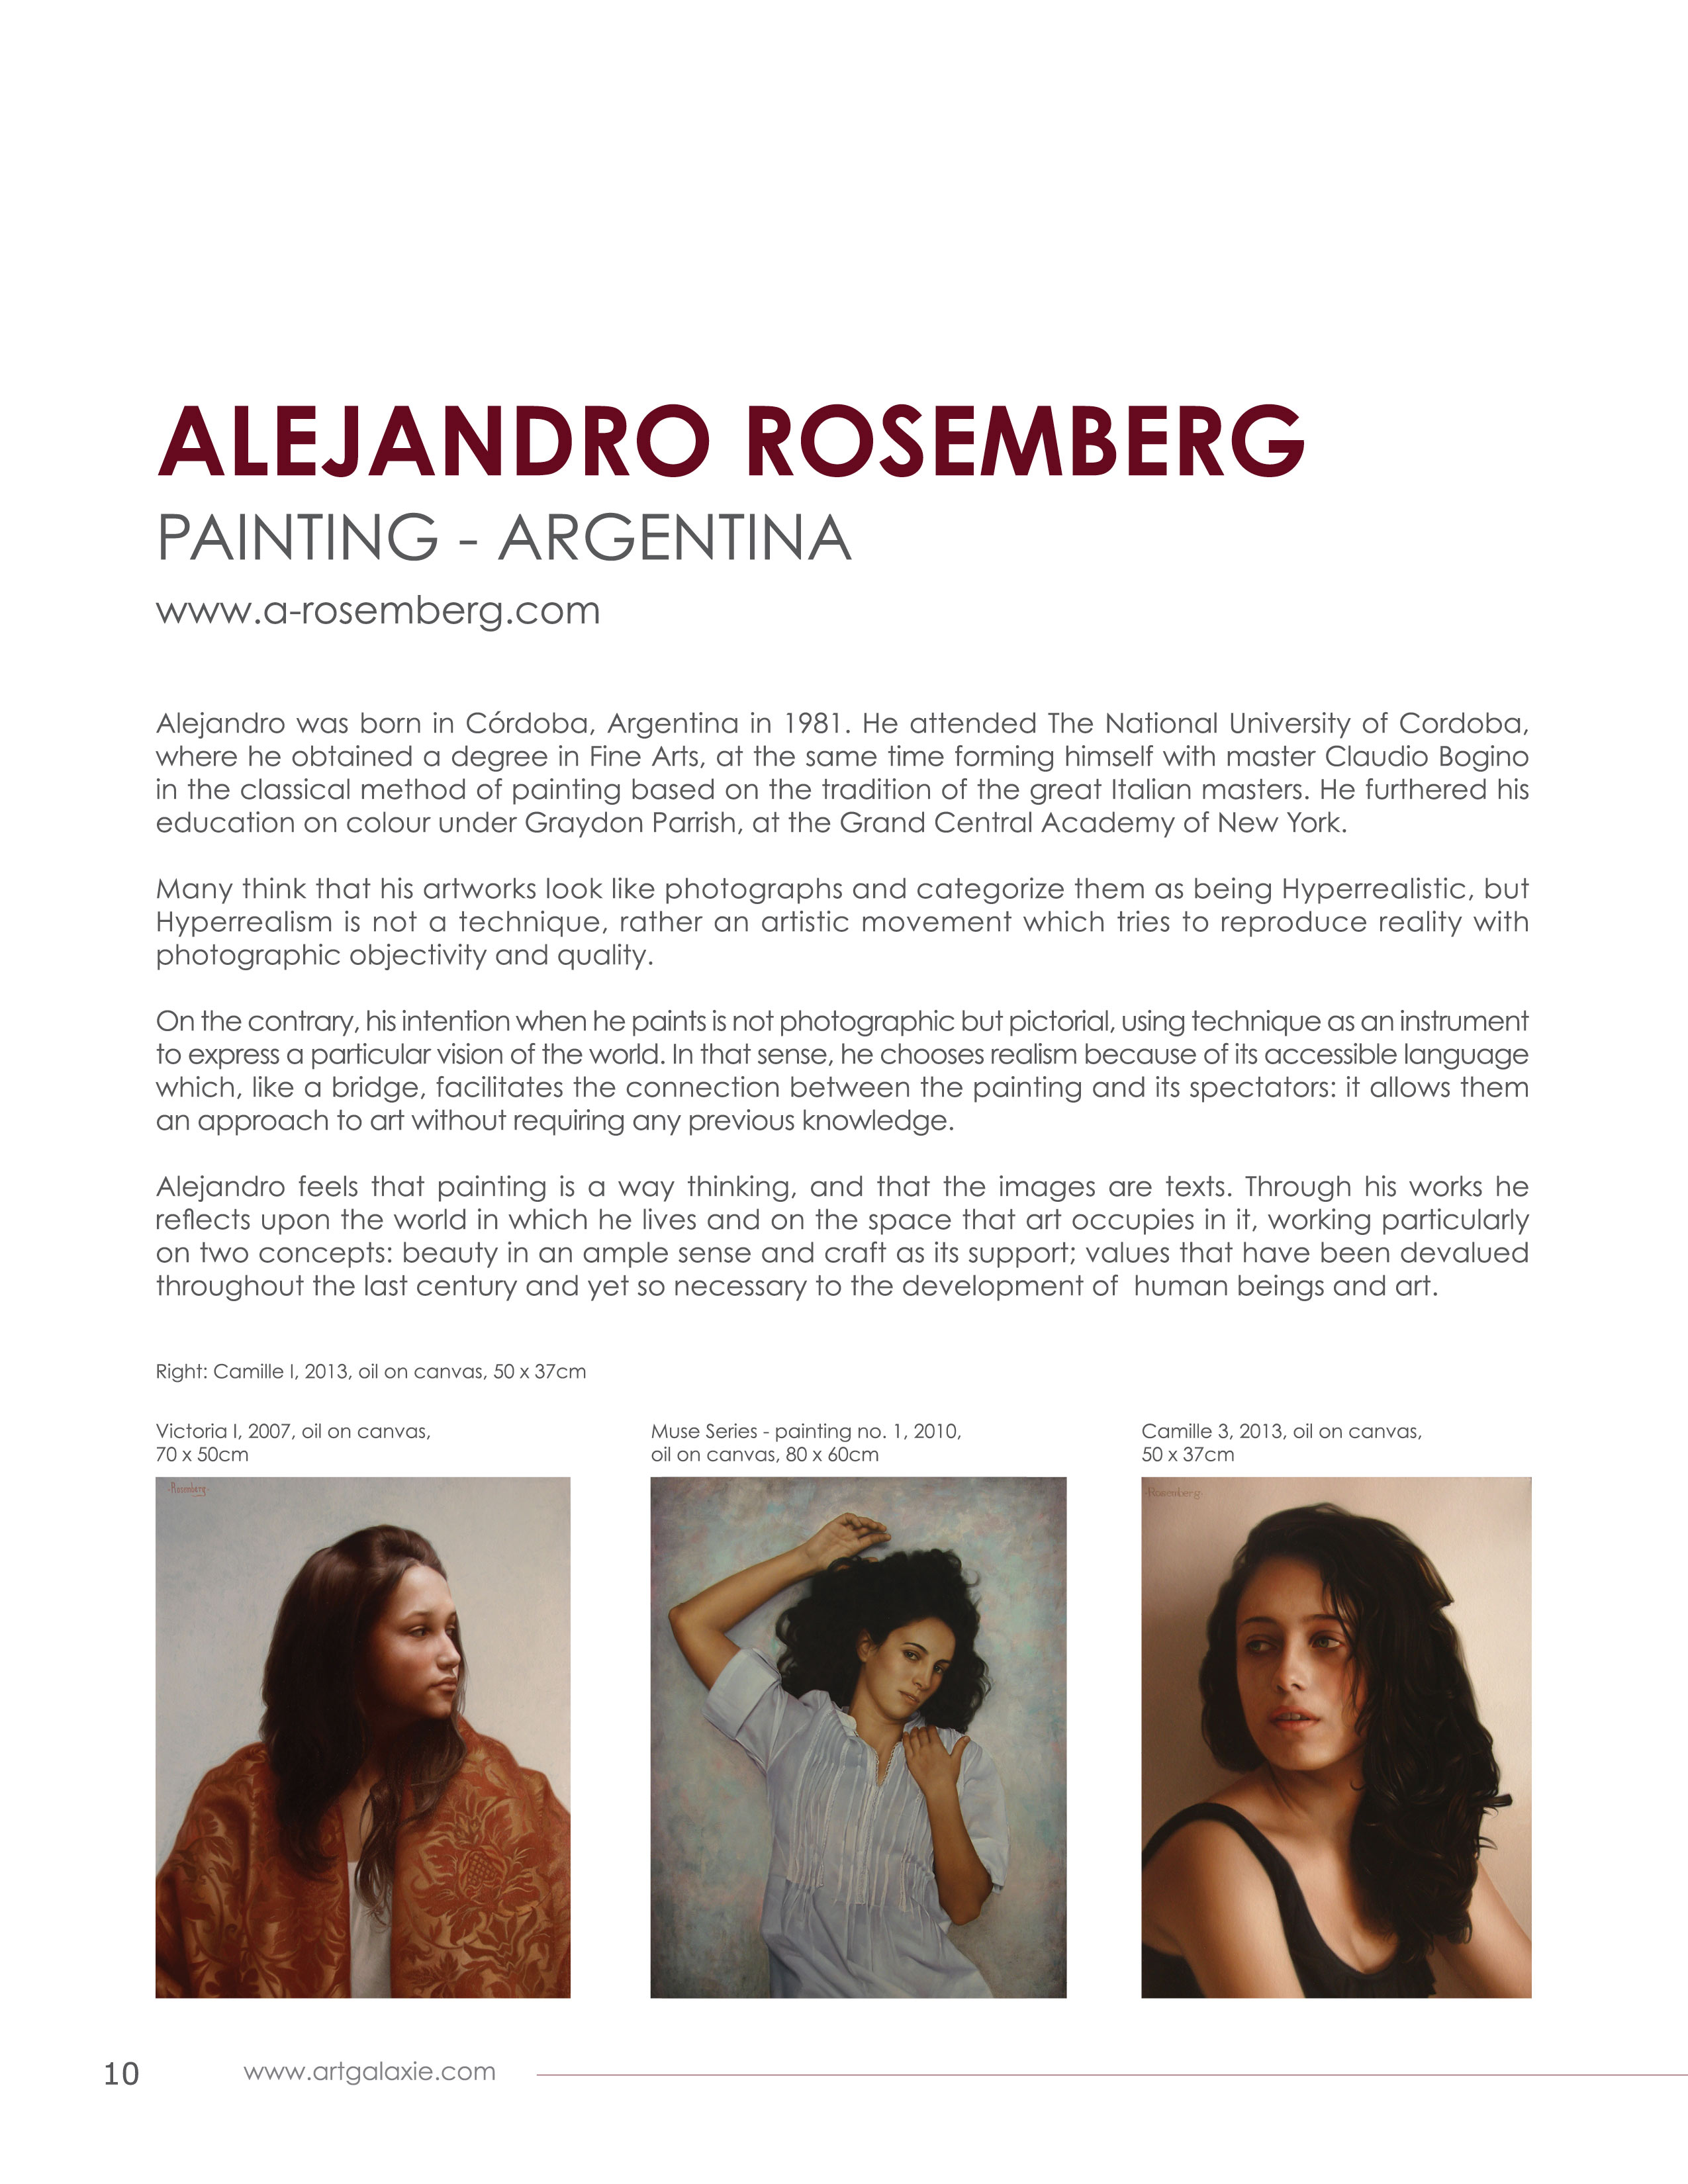 ALEJANDRO ROSEMBERG
PAINTING - ARGENTINA
www.a-rosemberg.com
Alejandro was born in Córdoba, Argentina in 1981. He attended The National University of Cordoba,
where he obtained a degree in Fine Arts, at the same time forming himself with master Claudio Bogino
in the classical method of painting based on the tradition of the great Italian masters. He furthered his
education on colour under Graydon Parrish, at the Grand Central Academy of New York.
Many think that his artworks look like photographs and categorize them as being Hyperrealistic, but
Hyperrealism is not a technique, rather an artistic movement which tries to reproduce reality with
photographic objectivity and quality.
On the contrary, his intention when he paints is not photographic but pictorial, using technique as an instrument
to express a particular vision of the world. In that sense, he chooses realism because of its accessible language
which, like a bridge, facilitates the connection between the painting and its spectators: it allows them
an approach to art without requiring any previous knowledge.
Alejandro feels that painting is a way thinking, and that the images are texts. Through his works he
reflects upon the world in which he lives and on the space that art occupies in it, working particularly
on two concepts: beauty in an ample sense and craft as its support; values that have been devalued
throughout the last century and yet so necessary to the development of  human beings and art.
Right: Camille I, 2013, oil on canvas, 50 x 37cm
Victoria I, 2007, oil on canvas,
70 x 50cm
Muse Series - painting no. 1, 2010,
oil on canvas, 80 x 60cm
Camille 3, 2013, oil on canvas,
50 x 37cm
·Rosemberg·
·Rosemberg·
10
www.artgalaxie.com